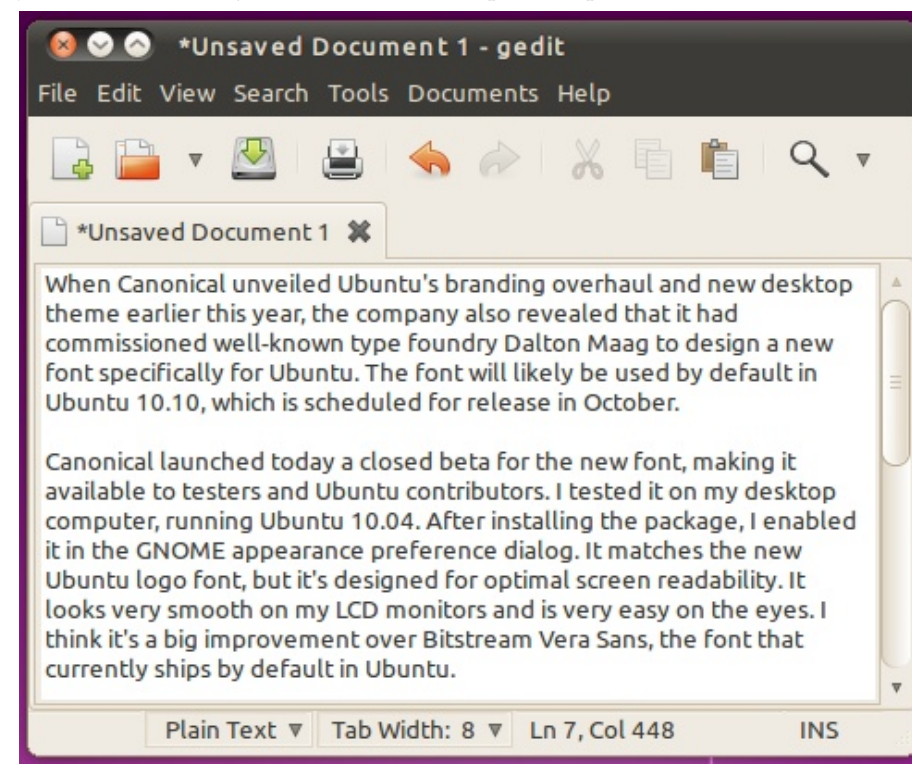 *Unsaved Document 1 - gedit
File Edit View Search Tools Documents Help
*Unsaved Document 1
When Canonical unveiled Ubuntu's branding overhaul and new desktop
theme earlier this year, the company also revealed that it had
commissioned well-known type foundry Dalton Maag to design a new
font specifically for Ubuntu. The font will likely be used by default in
Ubuntu 10.10, which is scheduled for release in October.
Canonical launched today a closed beta for the new font, making it
available to testers and Ubuntu contributors. I tested it on my desktop
computer, running Ubuntu 10.04. After installing the package, I enabled
it in the GNOME appearance preference dialog. It matches the new
Ubuntu logo font, but it's designed for optimal screen readability. It
looks very smooth on my LCD monitors and is very easy on the eyes. I
think it's a big improvement over Bitstream Vera Sans, the font that
currently ships by default in Ubuntu.
Plain Text Tab Width: 8 Ln 7, Col 448 INS